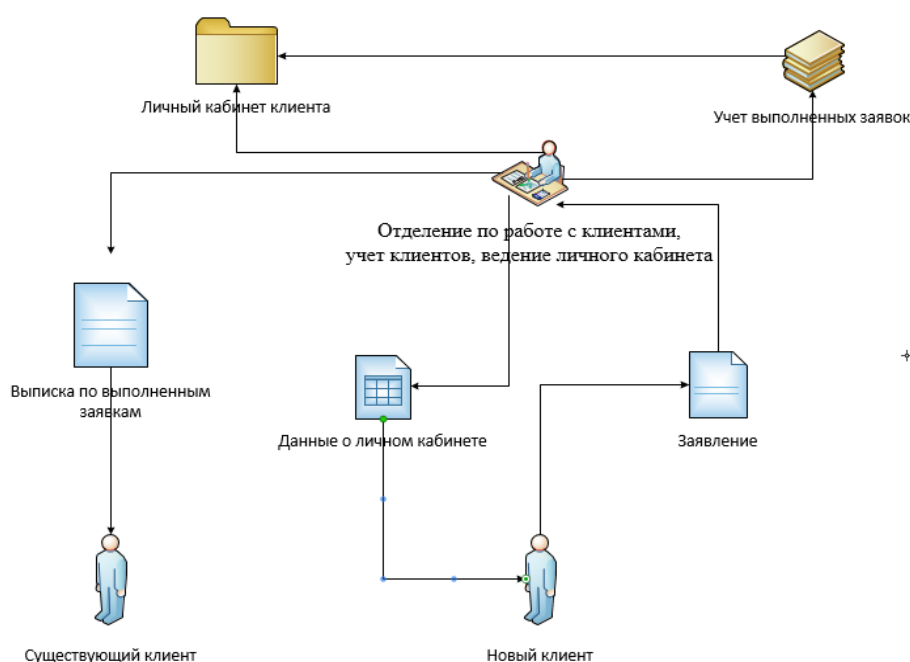 Личный кабинет клиента
Учет выполненных заявок
Отделение по работе с клиентами,
учет клиентов, ведение личного кабинета
Выписка по выполненным
заявкам
Данные о личном кабинете
Заявление
Существующий клиент
Новый клиент